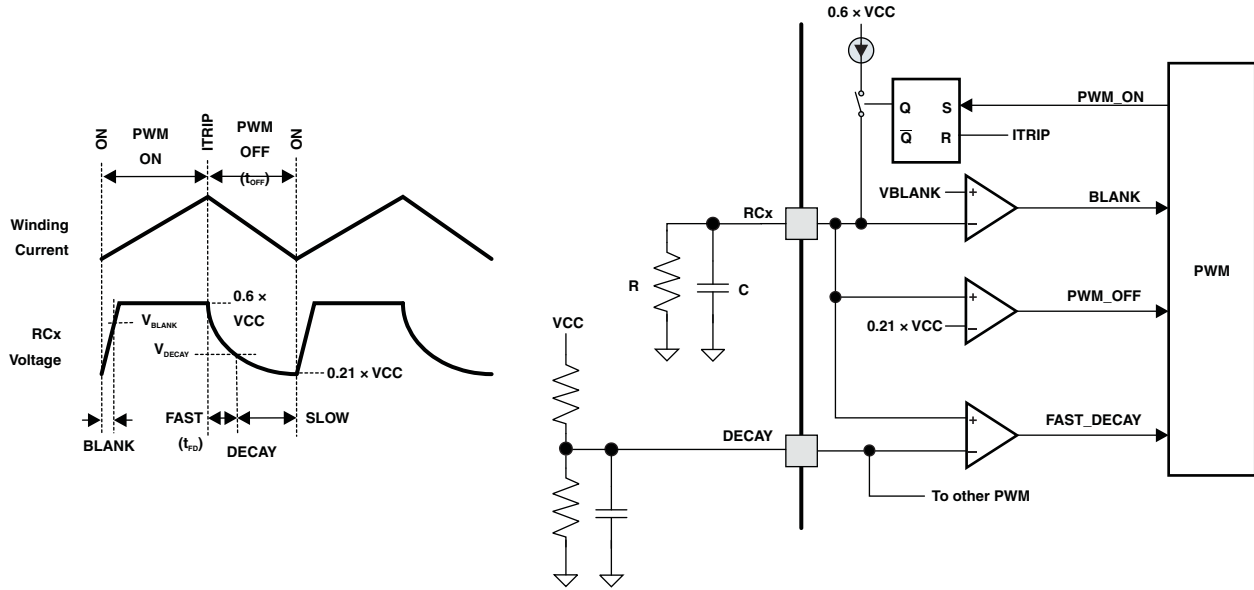 ON
PWM
ON
ITRIP
PWM
OFF
(tOFF)
ON
Winding
Current
0.6 ×
VCC
VBLANK
RCx
Voltage
VDECAY
0.21 × VCC
BLANK
FAST
(tFD)
DECAY
SLOW
0.6 × VCC
Q
S
Q
R
PWM_ON
ITRIP
VBLANK
+
–
BLANK
RCx
R
C
+
0.21 × VCC
–
PWM_OFF
PWM
VCC
DECAY
+
–
FAST_DECAY
To other PWM